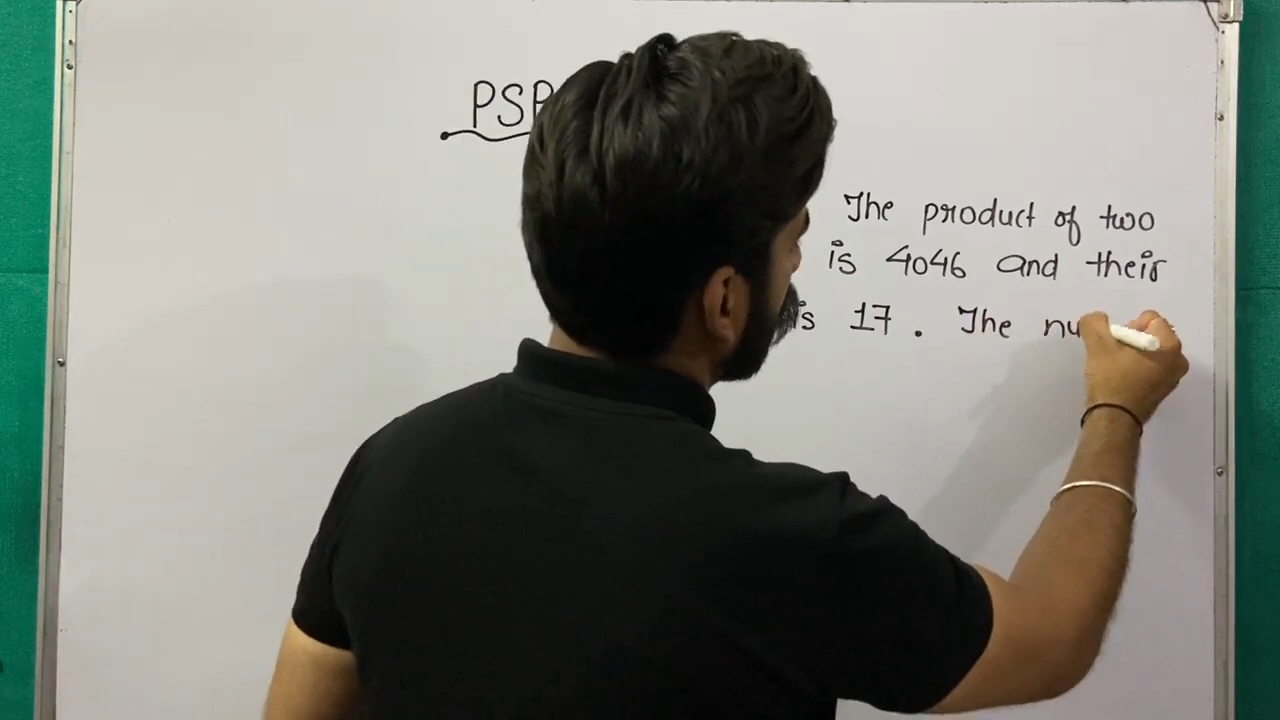 PSP
The product of two
is 4046 and their
is 17. The nu